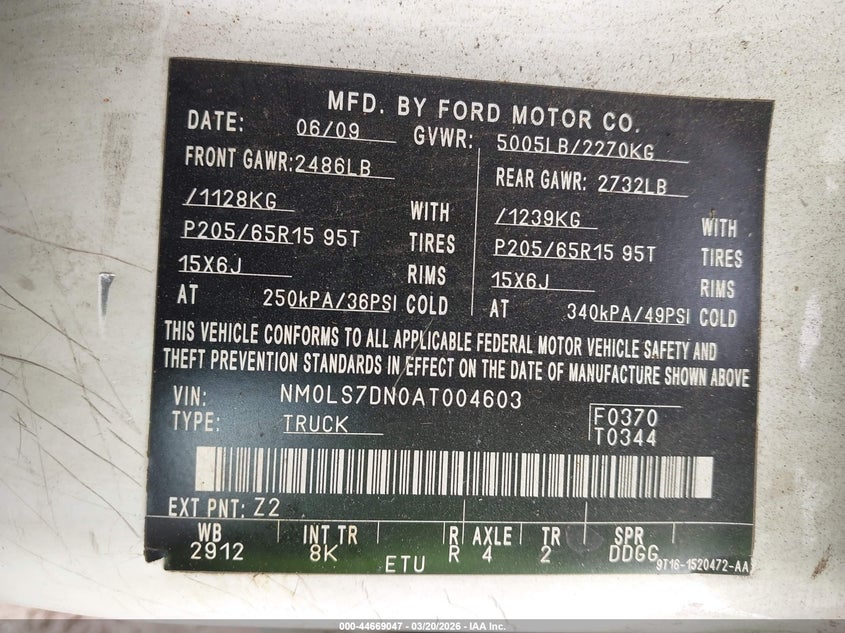 MFD. BY FORD MOTOR CO.
DATE: 06/09 GVWR: 5005LB/2270KG
FRONT GAWR: 2486LB REAR GAWR: 2732LB
/1128KG WITH /1239KG WITH
P205/65R15 95T TIRES P205/65R15 95T TIRES
15X6J RIMS 15X6J RIMS
AT 250kPA/36PSI COLD AT 340kPA/49PSI COLD
THIS VEHICLE CONFORMS TO ALL APPLICABLE FEDERAL MOTOR VEHICLE SAFETY AND
THEFT PREVENTION STANDARDS IN EFFECT ON THE DATE OF MANUFACTURE SHOWN ABOVE
VIN: NM0LS7DN0AT004603
TYPE: TRUCK F0370
T0344
EXT PNT: Z2
WB INT TR R AXLE TR SPR
2912 8K ETU R 4 2 DDGG
9T16-1520472-AA
000-44669047 — 03/20/2026 — IAA Inc.